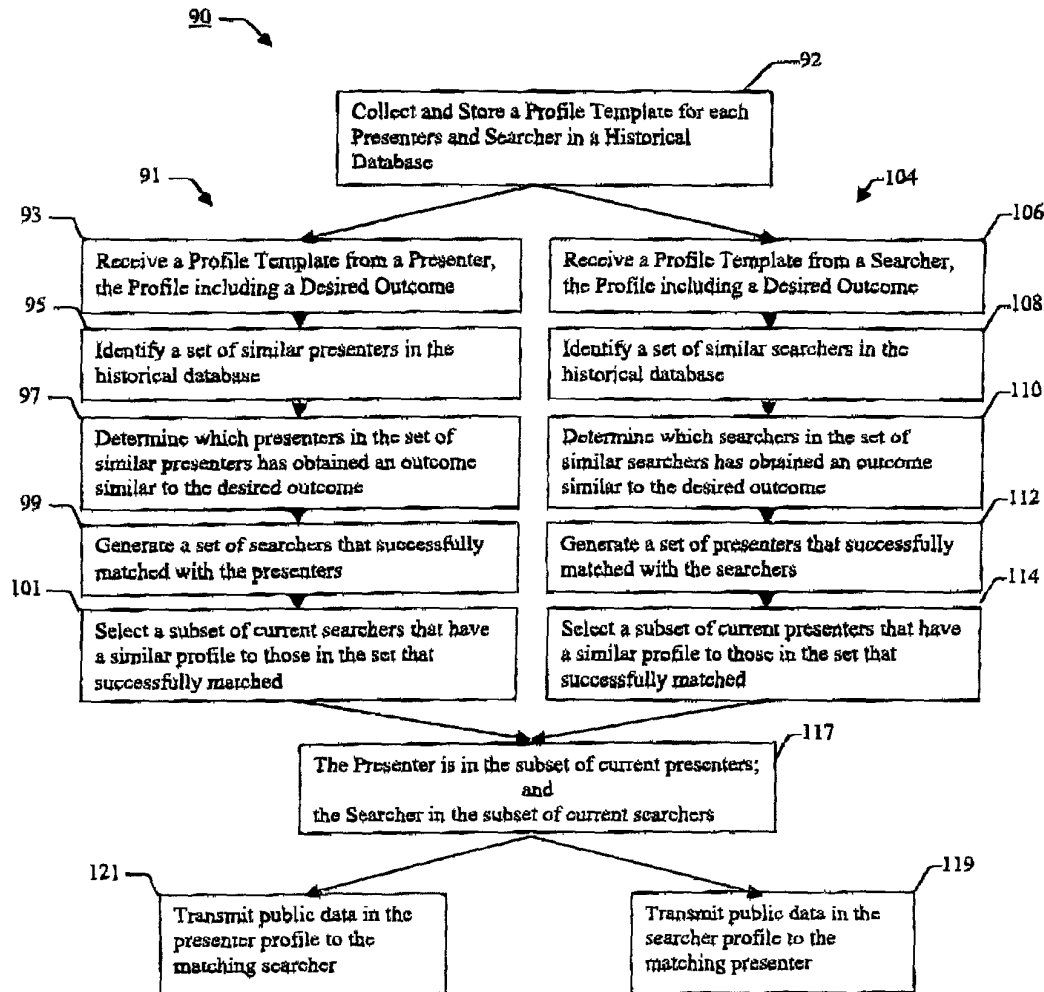 90
92
Collect and Store a Profile Template for each
Presenters and Searcher in a Historical
Database
91
104
93
Receive a Profile Template from a Presenter,
the Profile including a Desired Outcome
106
Receive a Profile Template from a Searcher,
the Profile including a Desired Outcome
95
Identify a set of similar presenters in the
historical database
108
Identify a set of similar searchers in the
historical database
97
Determine which presenters in the set of
similar presenters has obtained an outcome
similar to the desired outcome
110
Determine which searchers in the set of
similar searchers has obtained an outcome
similar to the desired outcome
99
Generate a set of searchers that successfully
matched with the presenters
112
Generate a set of presenters that successfully
matched with the searchers
101
Select a subset of current searchers that have
a similar profile to those in the set that
successfully matched
114
Select a subset of current presenters that have
a similar profile to those in the set that
successfully matched
117
The Presenter is in the subset of current presenters;
and
the Searcher in the subset of current searchers
121
Transmit public data in the
presenter profile to the
matching searcher
119
Transmit public data in the
searcher profile to the
matching presenter